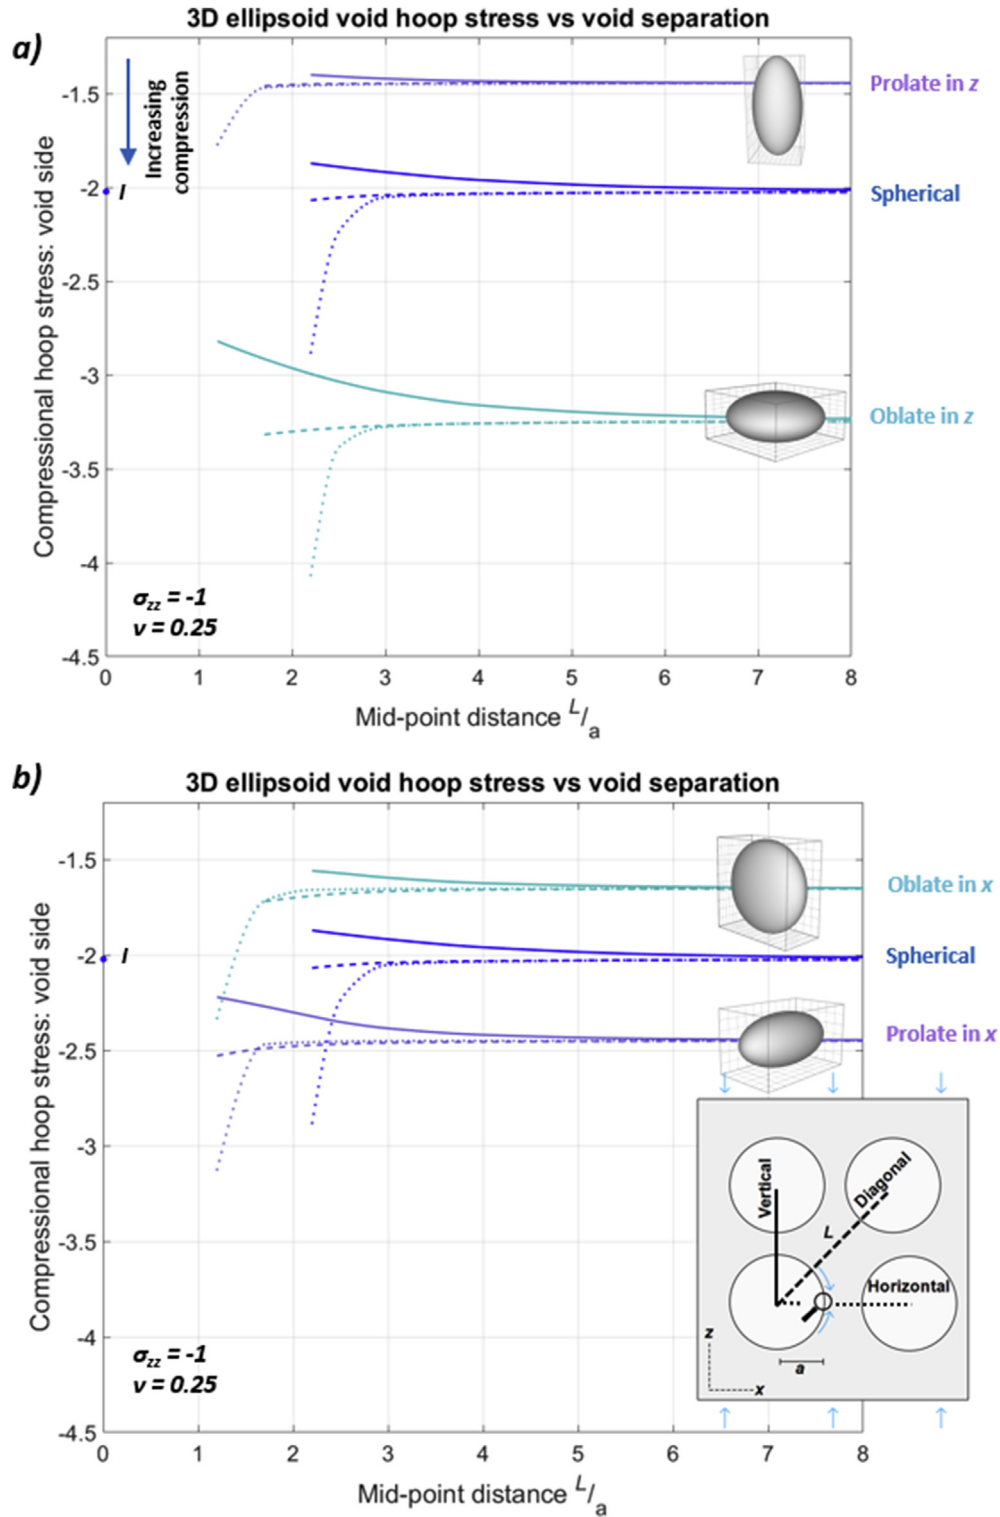 a)
3D ellipsoid void hoop stress vs void separation
Compressional hoop stress: void side
Increasing
compression
-1.5
-2
-2.5
-3
-3.5
-4
-4.5
I
Prolate in z
Spherical
Oblate in z
σzz = -1
ν = 0.25
0 1 2 3 4 5 6 7 8
Mid-point distance L/a
b)
3D ellipsoid void hoop stress vs void separation
Compressional hoop stress: void side
-1.5
-2
-2.5
-3
-3.5
-4
-4.5
I
Oblate in x
Spherical
Prolate in x
Vertical
Diagonal
L
Horizontal
z
a
x
σzz = -1
ν = 0.25
0 1 2 3 4 5 6 7 8
Mid-point distance L/a